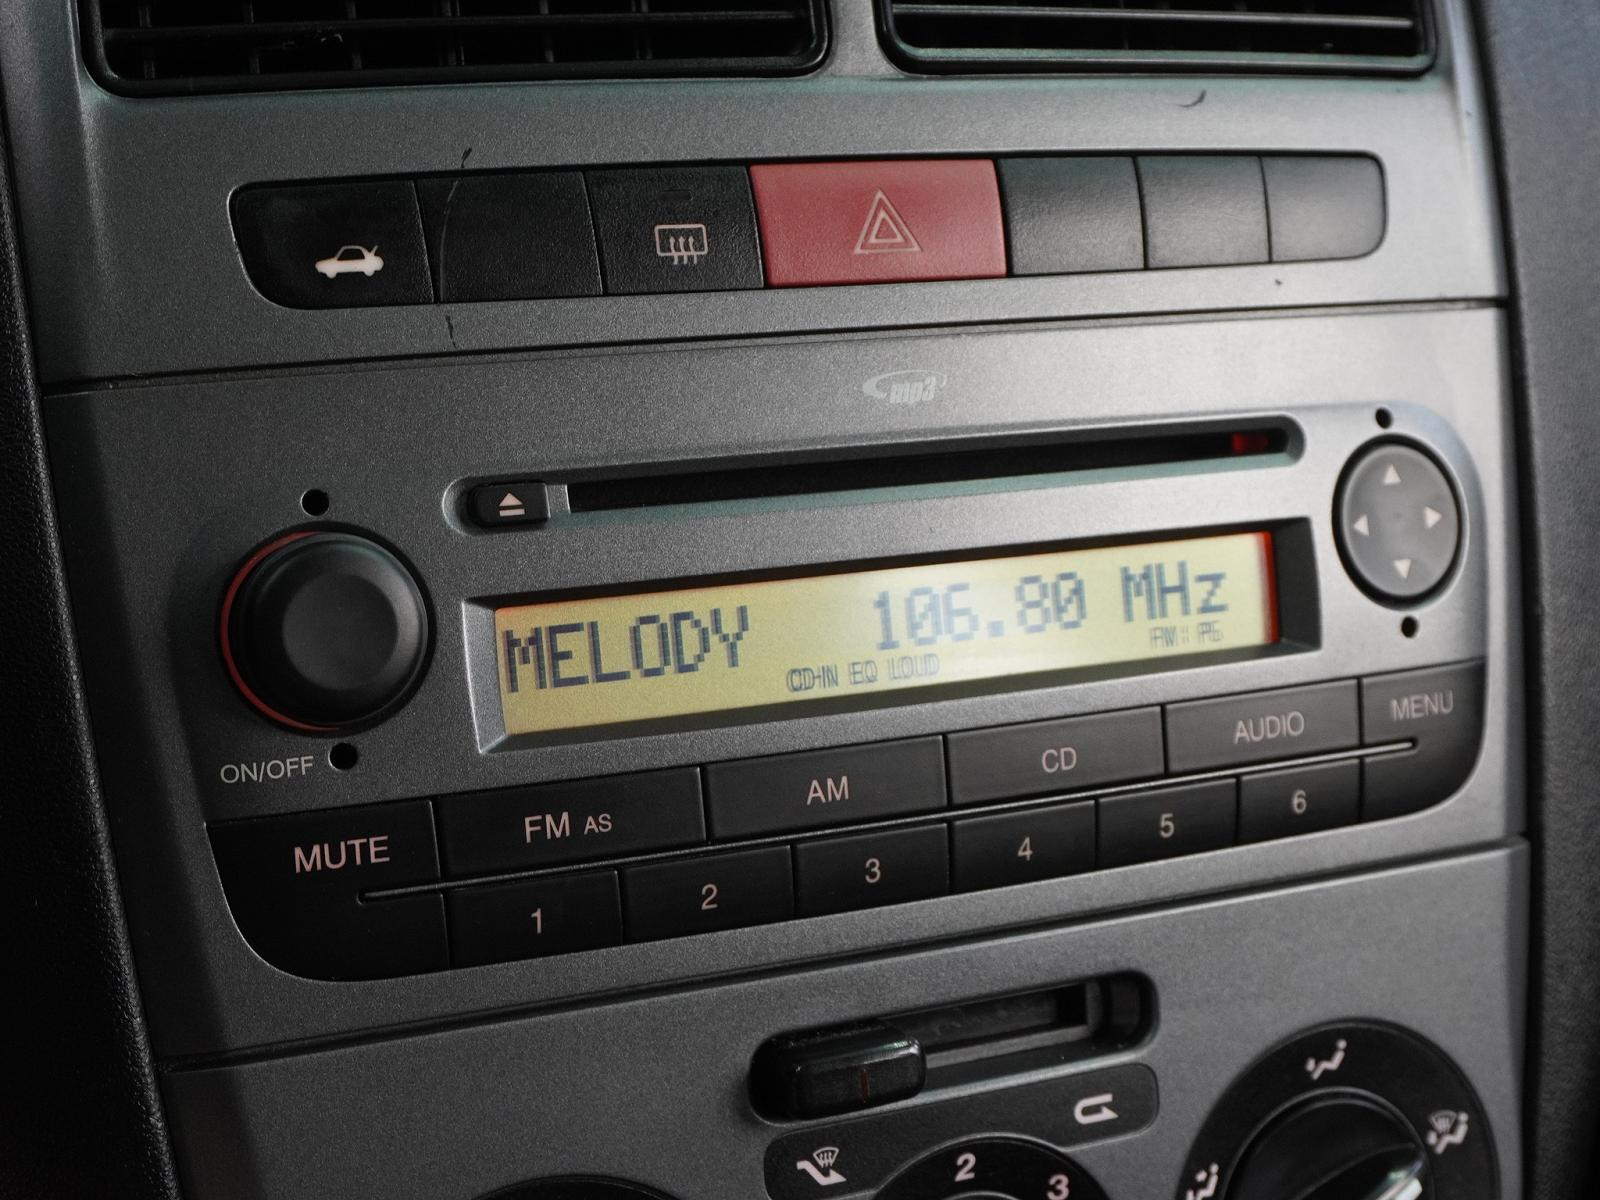 mp3
MELODY 106.80 MHz
CD-IN EQ LOUD
ON/OFF
MUTE FM AS AM CD AUDIO MENU
1 2 3 4 5 6
2
3